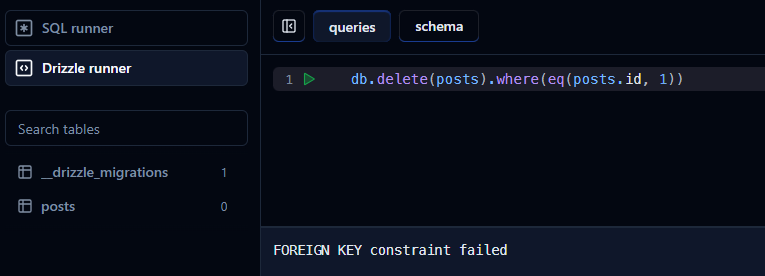 SQL runner
Drizzle runner
Search tables
__drizzle_migrations 1
posts 0
queries schema
1 db.delete(posts).where(eq(posts.id, 1))
FOREIGN KEY constraint failed